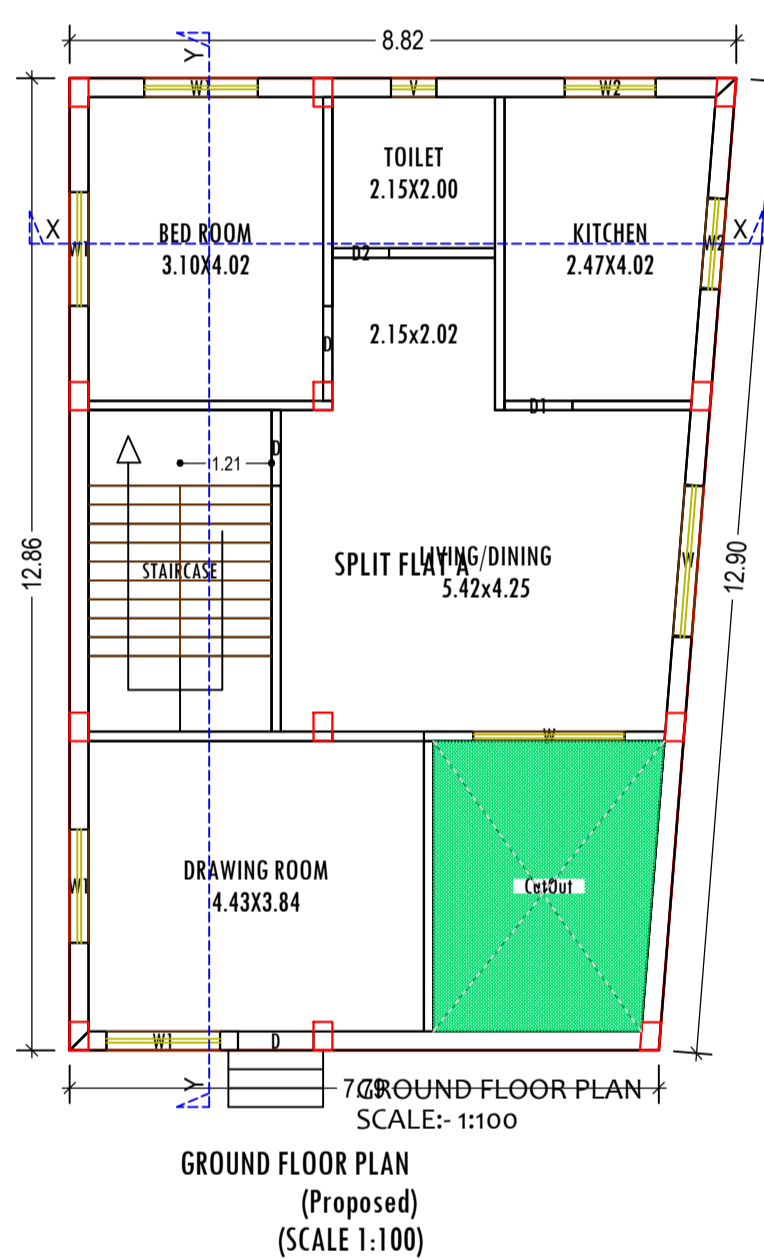 8.82
Y
W1
V
W2
TOILET
2.15X2.00
X
BED ROOM
3.10X4.02
W1
D2
KITCHEN
2.47X4.02
W2
X
2.15x2.02
D
D1
D
1.21
12.86
STAIRCASE
SPLIT FLAT A
LIVING/DINING
5.42x4.25
W
12.90
W
DRAWING ROOM
4.43X3.84
W1
CutOut
W1
D
Y
7.79
GROUND FLOOR PLAN
SCALE:- 1:100
GROUND FLOOR PLAN
(Proposed)
(SCALE 1:100)